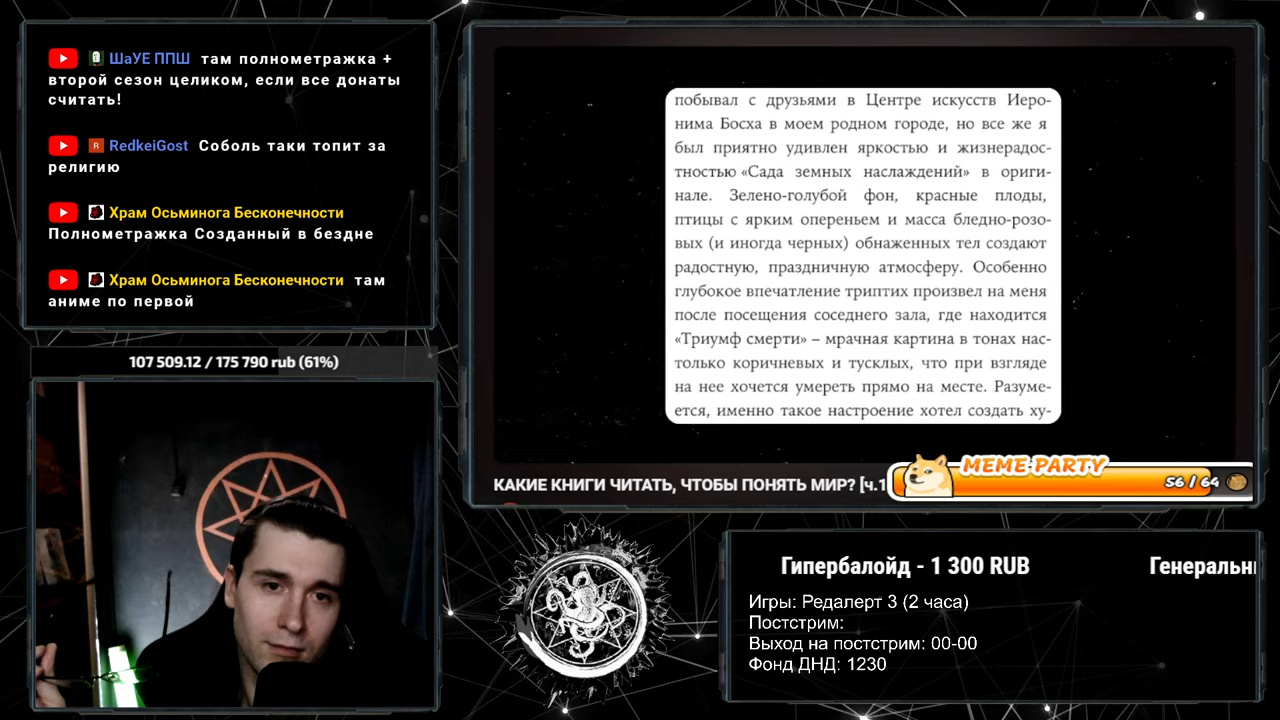 ШаУЕ ППШ там полнометражка +
второй сезон целиком, если все донаты
считать!
RedkeiGost Соболь таки топит за
религию
Храм Осьминога Бесконечности
Полнометражка Созданный в бездне
Храм Осьминога Бесконечности там
аниме по первой
107 509.12 / 175 790 rub (61%)
побывал с друзьями в Центре искусств Иеро-
нима Босха в моем родном городе, но все же я
был приятно удивлен яркостью и жизнерадос-
тностью «Сада земных наслаждений» в ориги-
нале. Зелено-голубой фон, красные плоды,
птицы с ярким опереньем и масса бледно-розо-
вых (и иногда черных) обнаженных тел создают
радостную, праздничную атмосферу. Особенно
глубокое впечатление триптих произвел на меня
после посещения соседнего зала, где находится
«Триумф смерти» – мрачная картина в тонах нас-
только коричневых и тусклых, что при взгляде
на нее хочется умереть прямо на месте. Разуме-
ется, именно такое настроение хотел создать ху-
КАКИЕ КНИГИ ЧИТАТЬ, ЧТОБЫ ПОНЯТЬ МИР? [ч.1
MEME PARTY
56 / 64
Гипербалойд - 1 300 RUB
Генеральн
Игры: Редалерт 3 (2 часа)
Постстрим:
Выход на постстрим: 00-00
Фонд ДНД: 1230